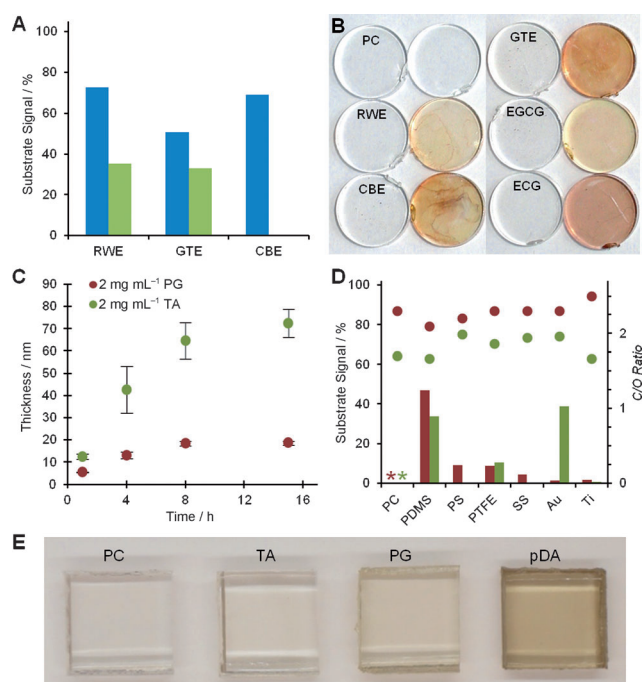 A
Substrate Signal / %
100
80
60
40
20
0
RWE GTE CBE
B
PC
RWE
CBE
GTE
EGCG
ECG
C
2 mg mL⁻¹ PG
2 mg mL⁻¹ TA
Thickness / nm
90
80
70
60
50
40
30
20
10
0
0 4 8 12 16
Time / h
D
Substrate Signal / %
100
80
60
40
20
0
**
PC PDMS PS PTFE SS Au Ti
2
1
0
C/O Ratio
E
PC TA PG pDA